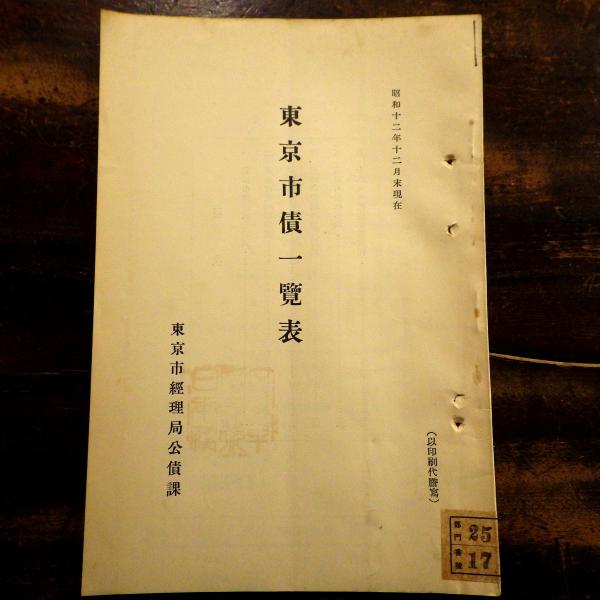 昭和十二年十二月末現在
東京市債一覽表
東京市經理局公債課
(以印刷代謄寫)
部門 25
番號 17